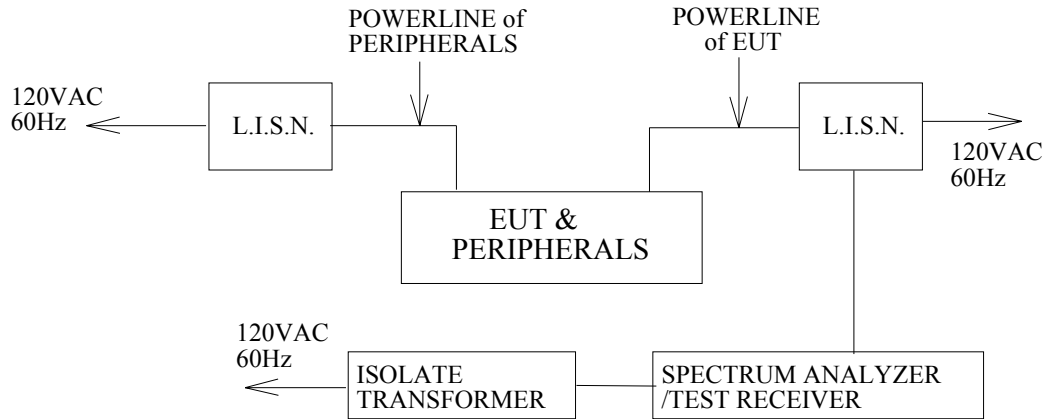 POWERLINE of
PERIPHERALS
POWERLINE
of EUT
120VAC
60Hz
L.I.S.N.
L.I.S.N.
120VAC
60Hz
EUT &
PERIPHERALS
120VAC
60Hz
ISOLATE
TRANSFORMER
SPECTRUM ANALYZER
/TEST RECEIVER